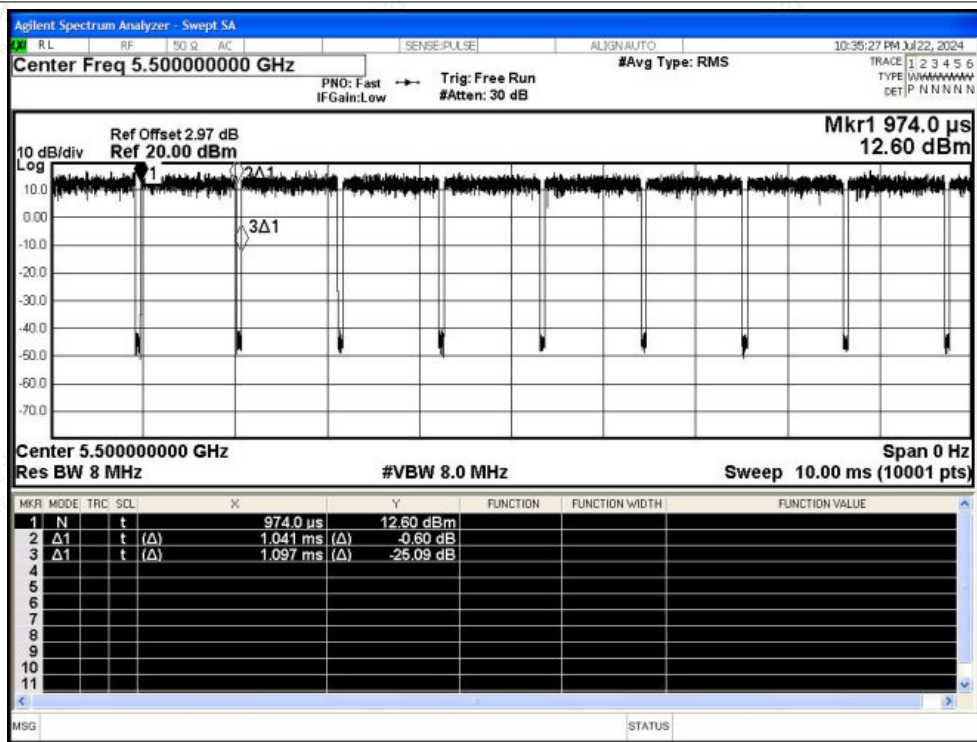 Agilent Spectrum Analyzer - Swept SA
LXI RL RF 50 Ω AC SENSE:PULSE ALIGNAUTO 10:35:27 PM Jul 22, 2024
Center Freq 5.500000000 GHz #Avg Type: RMS TRACE 1 2 3 4 5 6
PNO: Fast Trig: Free Run TYPE WWWWWW
IFGain:Low #Atten: 30 dB DET P N N N N N
Mkr1 974.0 µs
12.60 dBm
Ref Offset 2.97 dB
10 dB/div Ref 20.00 dBm
Log
1 2Δ1
10.0
0.00
3Δ1
-10.0
-20.0
-30.0
-40.0
-50.0
-60.0
-70.0
Center 5.500000000 GHz Span 0 Hz
Res BW 8 MHz #VBW 8.0 MHz Sweep 10.00 ms (10001 pts)
MKR MODE TRC SCL X Y FUNCTION FUNCTION WIDTH FUNCTION VALUE
1 N t 974.0 µs 12.60 dBm
2 Δ1 t (Δ) 1.041 ms (Δ) -0.60 dB
3 Δ1 t (Δ) 1.097 ms (Δ) -25.09 dB
4
5
6
7
8
9
10
11
MSG STATUS